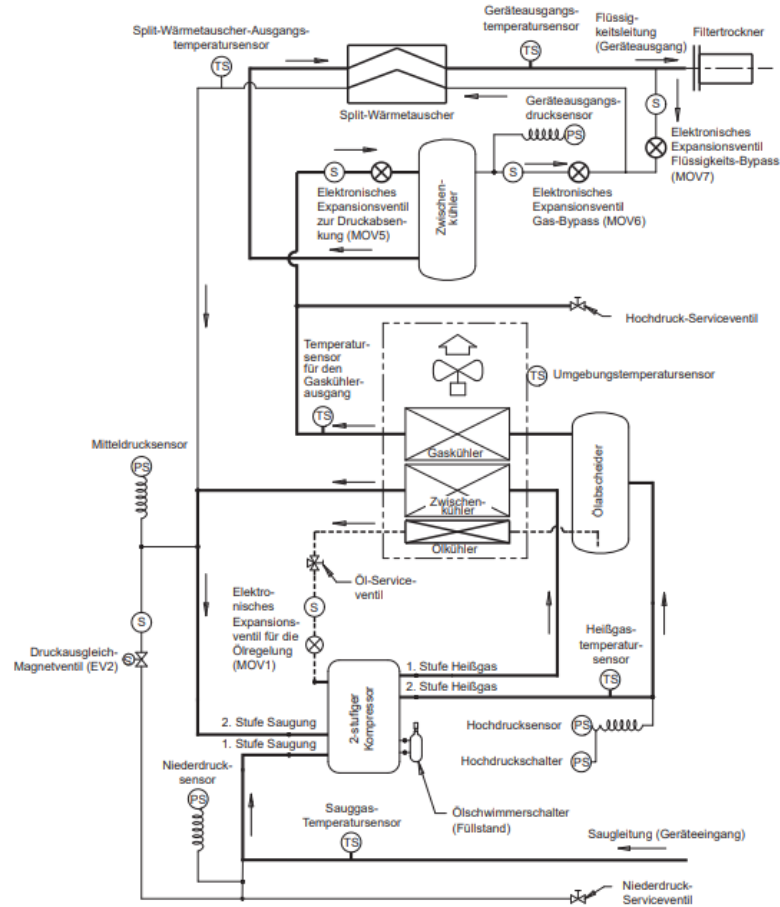 Split-Wärmetauscher-Ausgangs-
temperatursensor
TS
Geräteausgangs-
temperatursensor
TS
Flüssig-
keitsleitung
(Geräteausgang)
Filtertrockner
Split-Wärmetauscher
Geräteausgangs-
drucksensor
PS
S
Elektronisches
Expansionsventil
Flüssigkeits-Bypass
(MOV7)
S
Elektronisches
Expansionsventil
zur Druckabsen-
kung (MOV5)
Zwischen-
kühler
S
Elektronisches
Expansionsventil
Gas-Bypass (MOV6)
Hochdruck-Serviceventil
Temperatur-
sensor
für den
Gaskühler-
ausgang
TS
TS
Umgebungstemperatursensor
Gaskühler
Zwischen-
kühler
Ölkühler
Ölabscheider
Mitteldrucksensor
PS
Öl-Service-
ventil
Elektro-
nisches
Expansions-
ventil für die
Ölregelung
(MOV1)
S
S
Druckausgleich-
Magnetventil (EV2)
S
Heißgas-
temperatur-
sensor
TS
1. Stufe Heißgas
2. Stufe Heißgas
2-stufiger
Kompressor
2. Stufe Saugung
1. Stufe Saugung
Hochdrucksensor
PS
Hochdruckschalter
PS
Niederdruck-
sensor
PS
Ölschwimmerschalter
(Füllstand)
Sauggas-
Temperatursensor
TS
Saugleitung (Geräteeingang)
Niederdruck-
Serviceventil